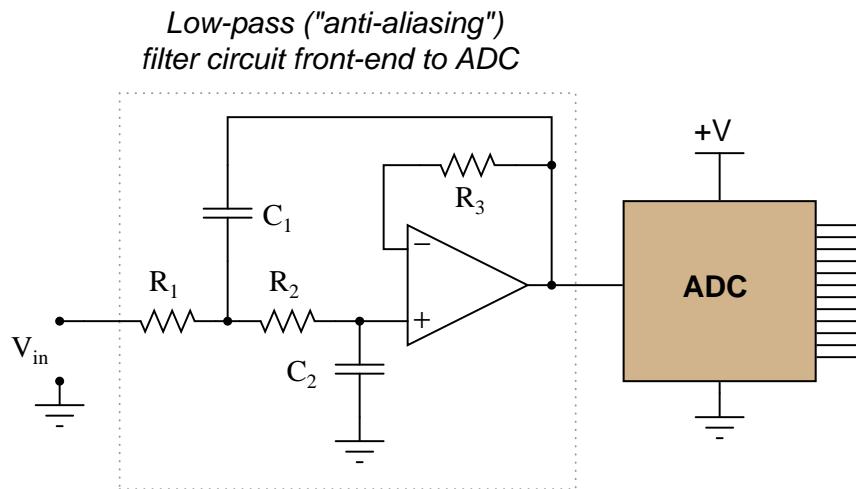 Low-pass ("anti-aliasing")
filter circuit front-end to ADC
+V
R3
C1
−
ADC
R1
R2
+
Vin
C2